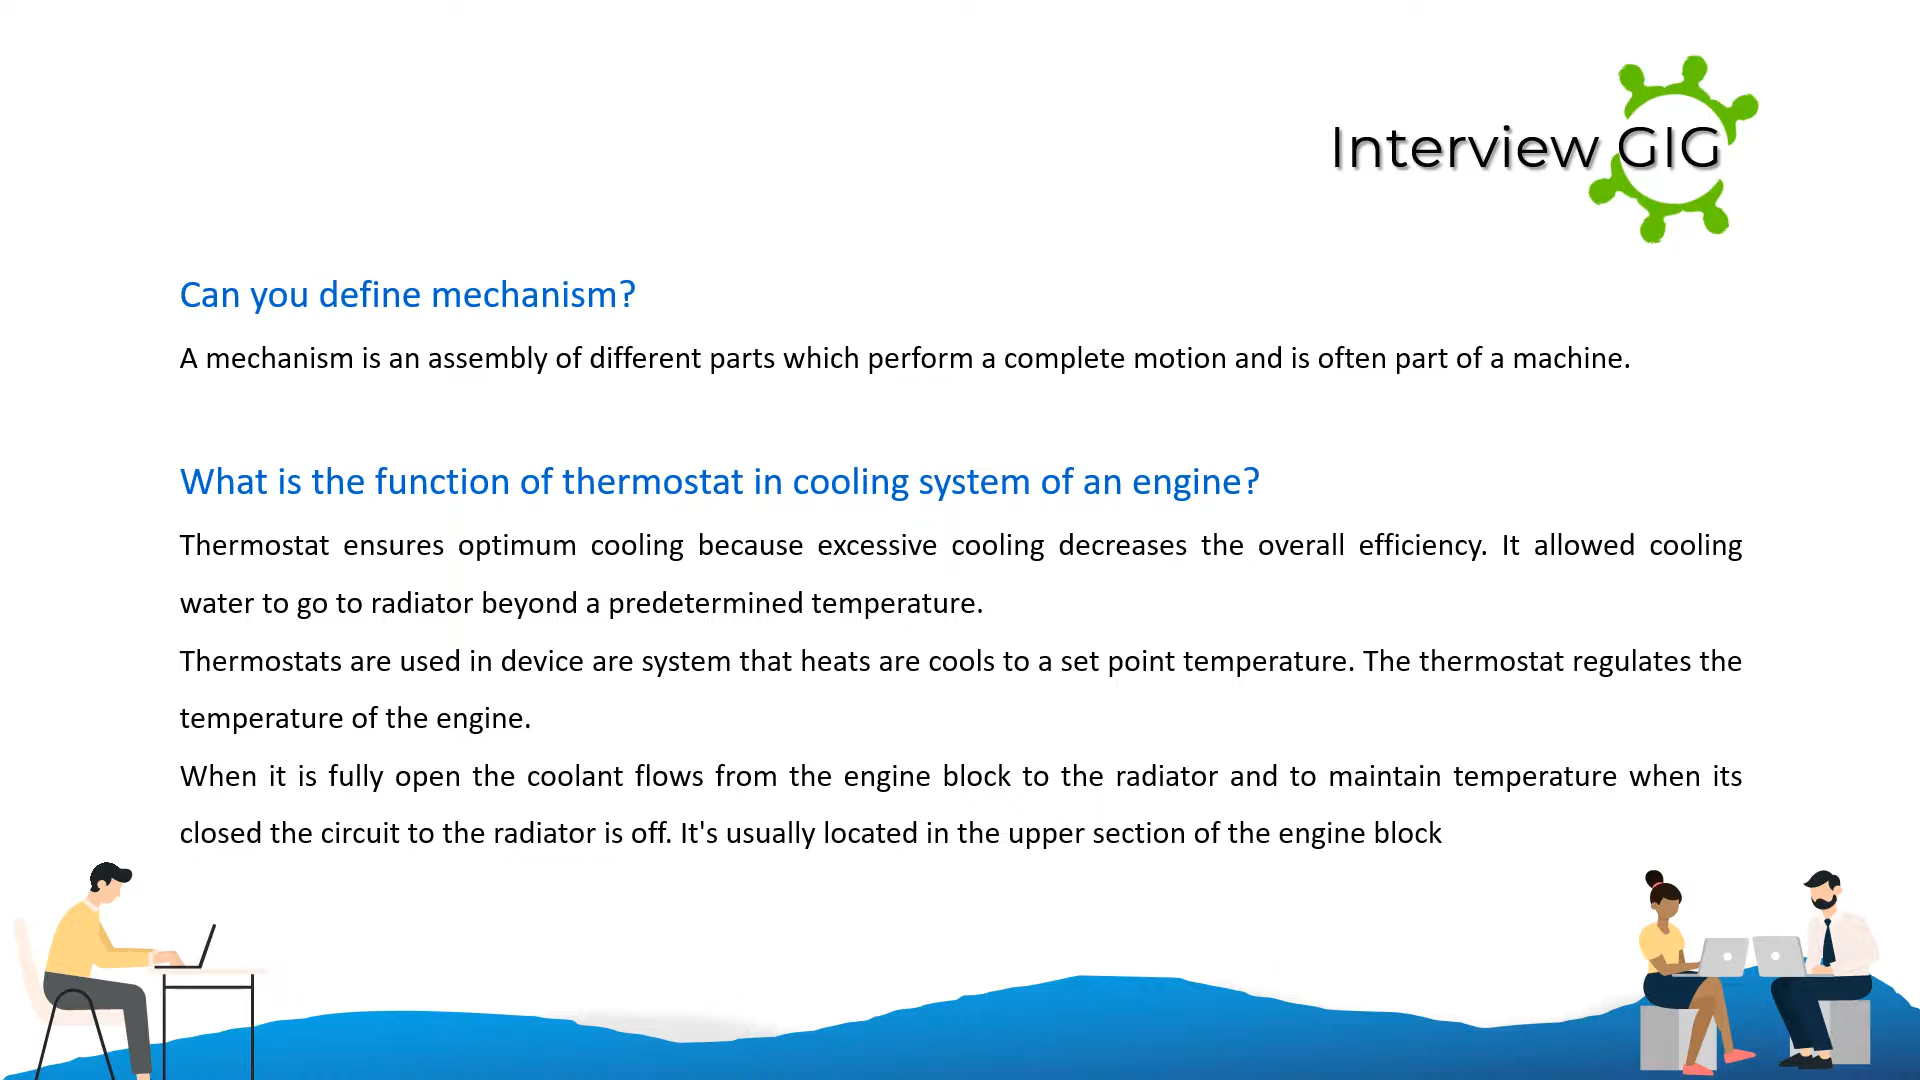 Interview GIG
Can you define mechanism?
A mechanism is an assembly of different parts which perform a complete motion and is often part of a machine.
What is the function of thermostat in cooling system of an engine?
Thermostat ensures optimum cooling because excessive cooling decreases the overall efficiency. It allowed cooling
water to go to radiator beyond a predetermined temperature.
Thermostats are used in device are system that heats are cools to a set point temperature. The thermostat regulates the
temperature of the engine.
When it is fully open the coolant flows from the engine block to the radiator and to maintain temperature when its
closed the circuit to the radiator is off. It's usually located in the upper section of the engine block